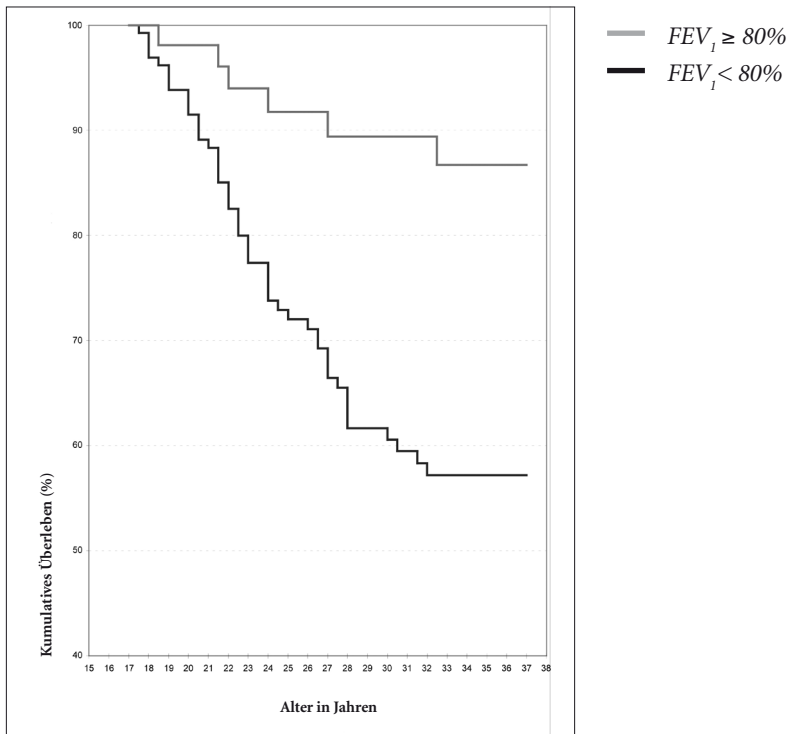 FEV₁ ≥ 80%
FEV₁< 80%
100
90
80
70
60
50
40
Kumulatives Überleben (%)
15 16 17 18 19 20 21 22 23 24 25 26 27 28 29 30 31 32 33 34 35 36 37 38
Alter in Jahren